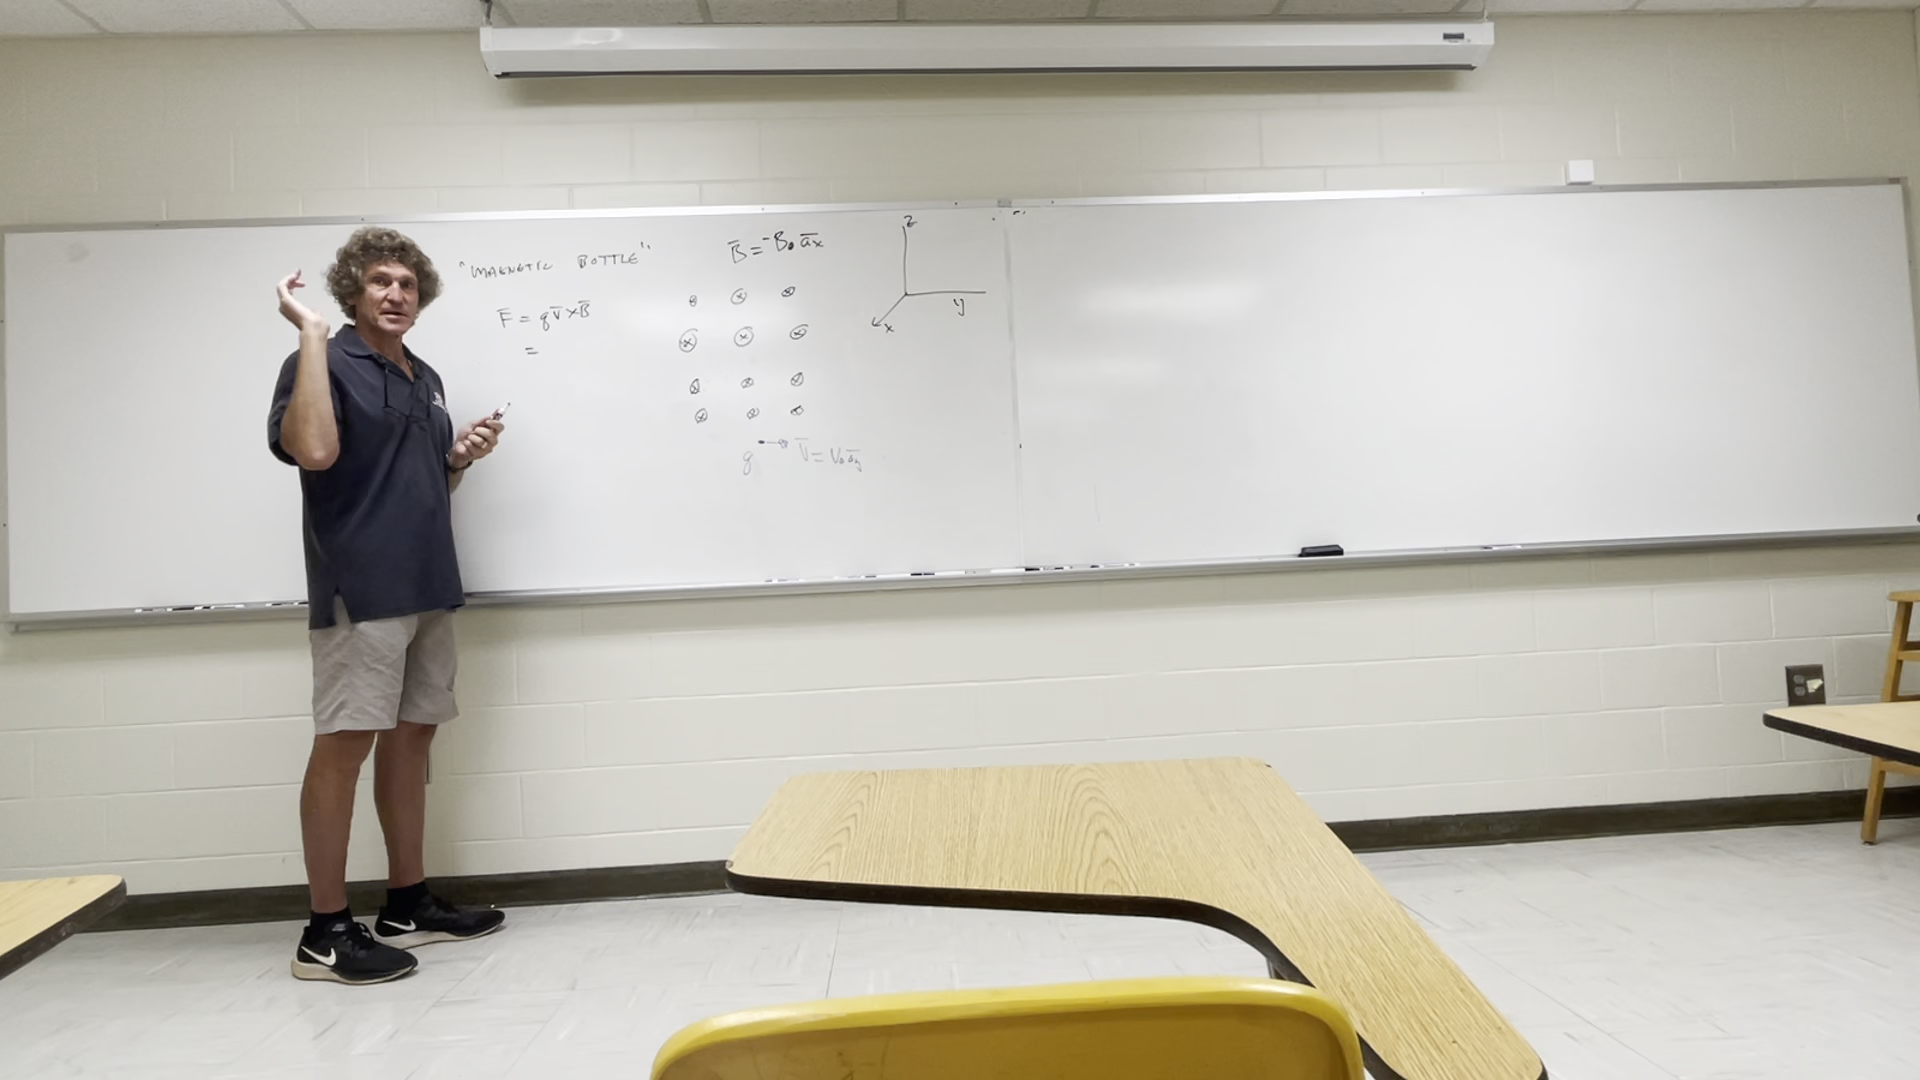 "MAGNETIC BOTTLE"
F̄ = qV̄ × B̄
=
B̄ = -B₀ āx
z
y
x
q V̄ = V₀ āy